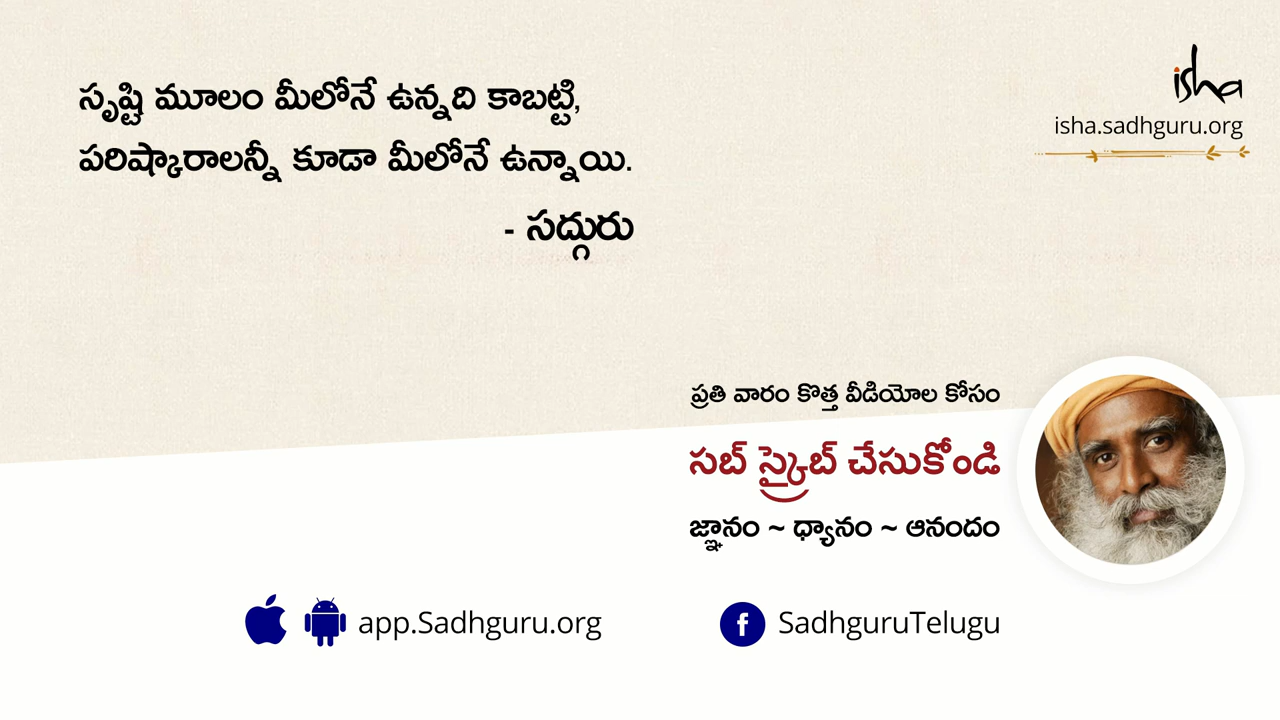 సృష్టి మూలం మీలోనే ఉన్నది కాబట్టి,
పరిష్కారాలన్నీ కూడా మీలోనే ఉన్నాయి.
- సద్గురు
isha
isha.sadhguru.org
ప్రతి వారం కొత్త వీడియోల కోసం
సబ్ స్క్రైబ్ చేసుకోండి
జ్ఞానం ~ ధ్యానం ~ ఆనందం
app.Sadhguru.org
f SadhguruTelugu